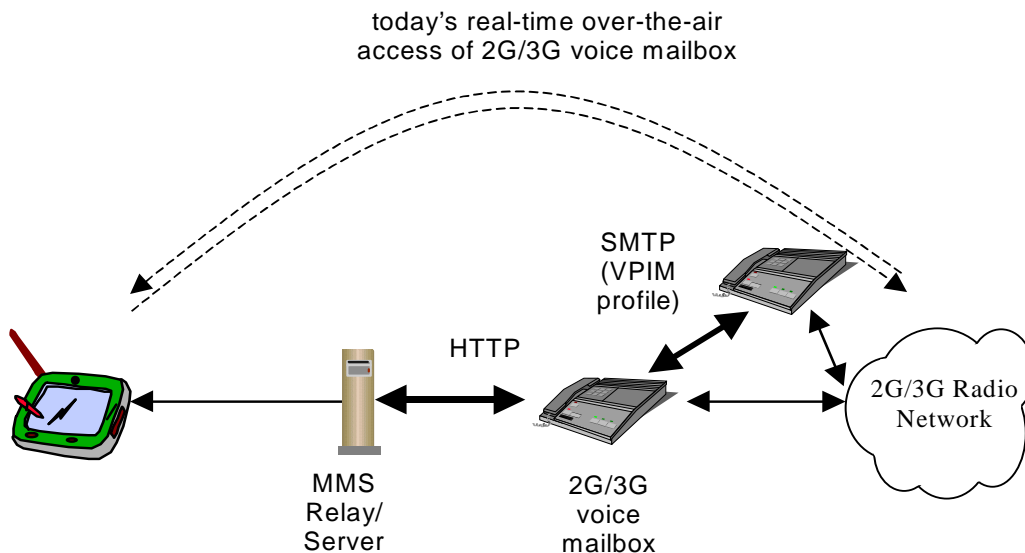 today's real-time over-the-air
access of 2G/3G voice mailbox
SMTP
(VPIM
profile)
HTTP
2G/3G Radio
Network
MMS
Relay/
Server
2G/3G
voice
mailbox